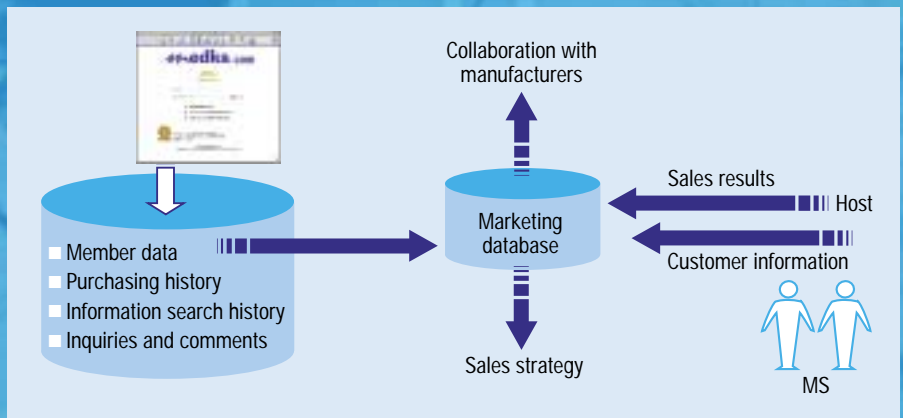 Collaboration with
manufacturers
Sales results
Host
Marketing
database
Customer information
Member data
Purchasing history
Information search history
Inquiries and comments
Sales strategy
MS